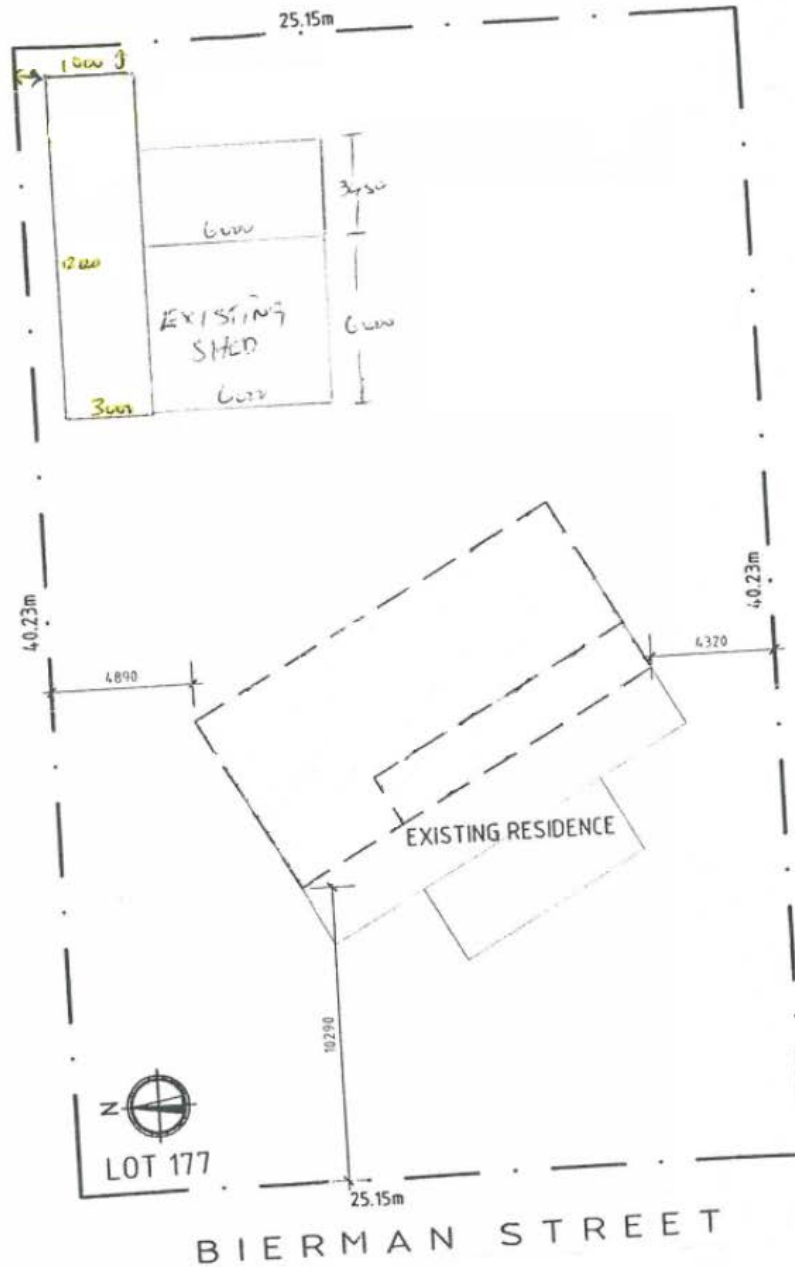 25.15m
1000
3450
6000
12000
EXISTING
SHED
6000
3000
6000
40.23m
40.23m
4890
4320
EXISTING RESIDENCE
10290
N
LOT 177
25.15m
BIERMAN STREET